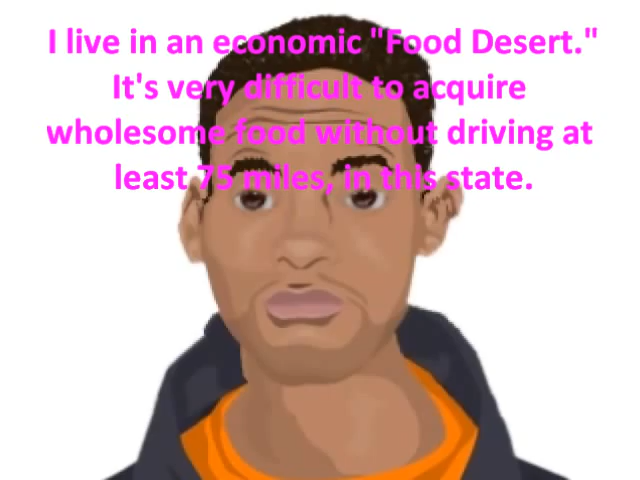 I live in an economic "Food Desert."
It's very difficult to acquire
wholesome food without driving at
least 75 miles, in this state.